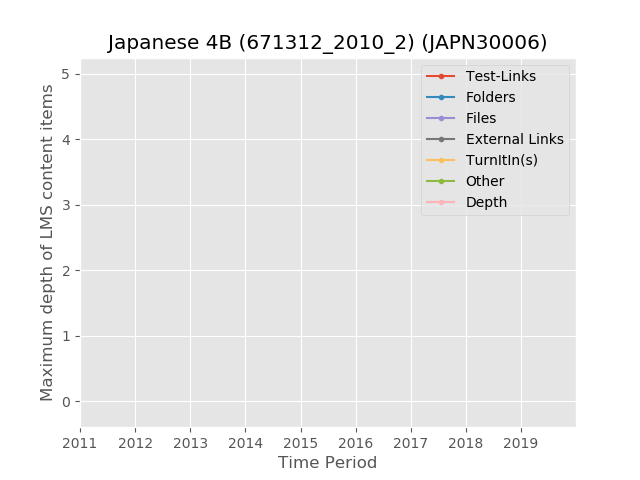 Japanese 4B (671312_2010_2) (JAPN30006)
Maximum depth of LMS content items
5
4
3
2
1
0
Test-Links
Folders
Files
External Links
TurnItIn(s)
Other
Depth
2011 2012 2013 2014 2015 2016 2017 2018 2019
Time Period